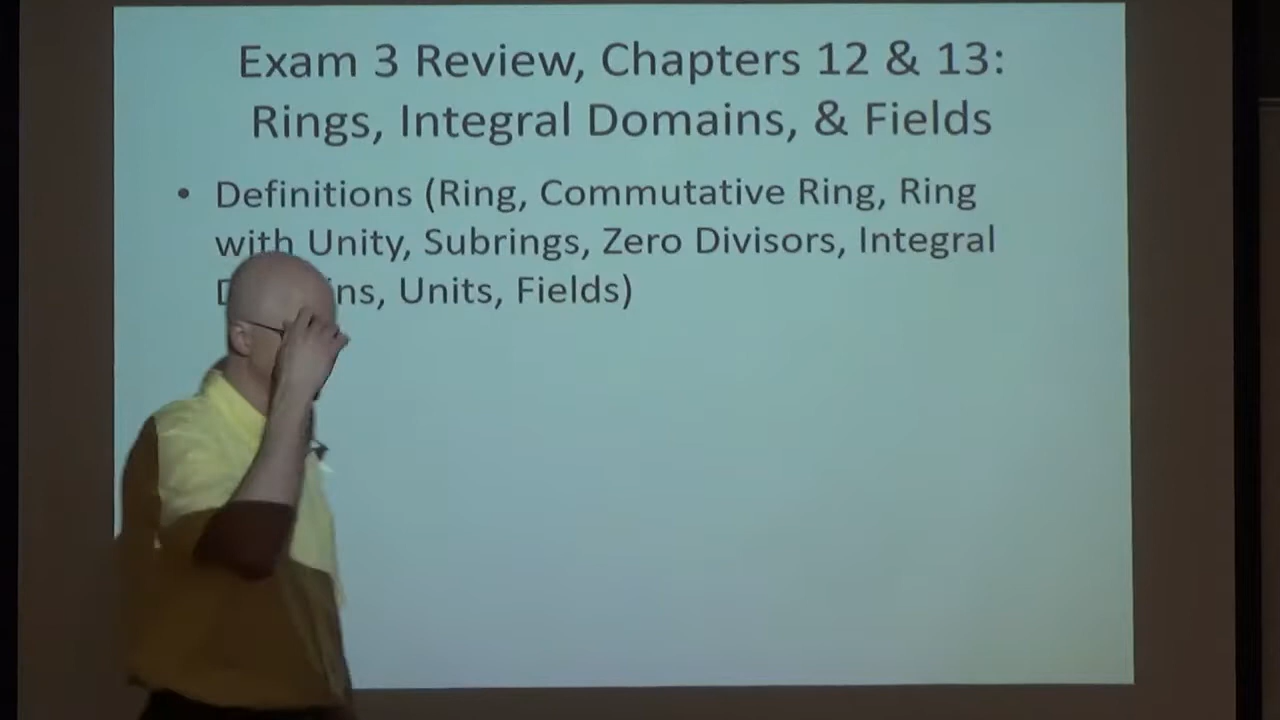 Exam 3 Review, Chapters 12 & 13:
Rings, Integral Domains, & Fields
• Definitions (Ring, Commutative Ring, Ring
with Unity, Subrings, Zero Divisors, Integral
Units, Fields)